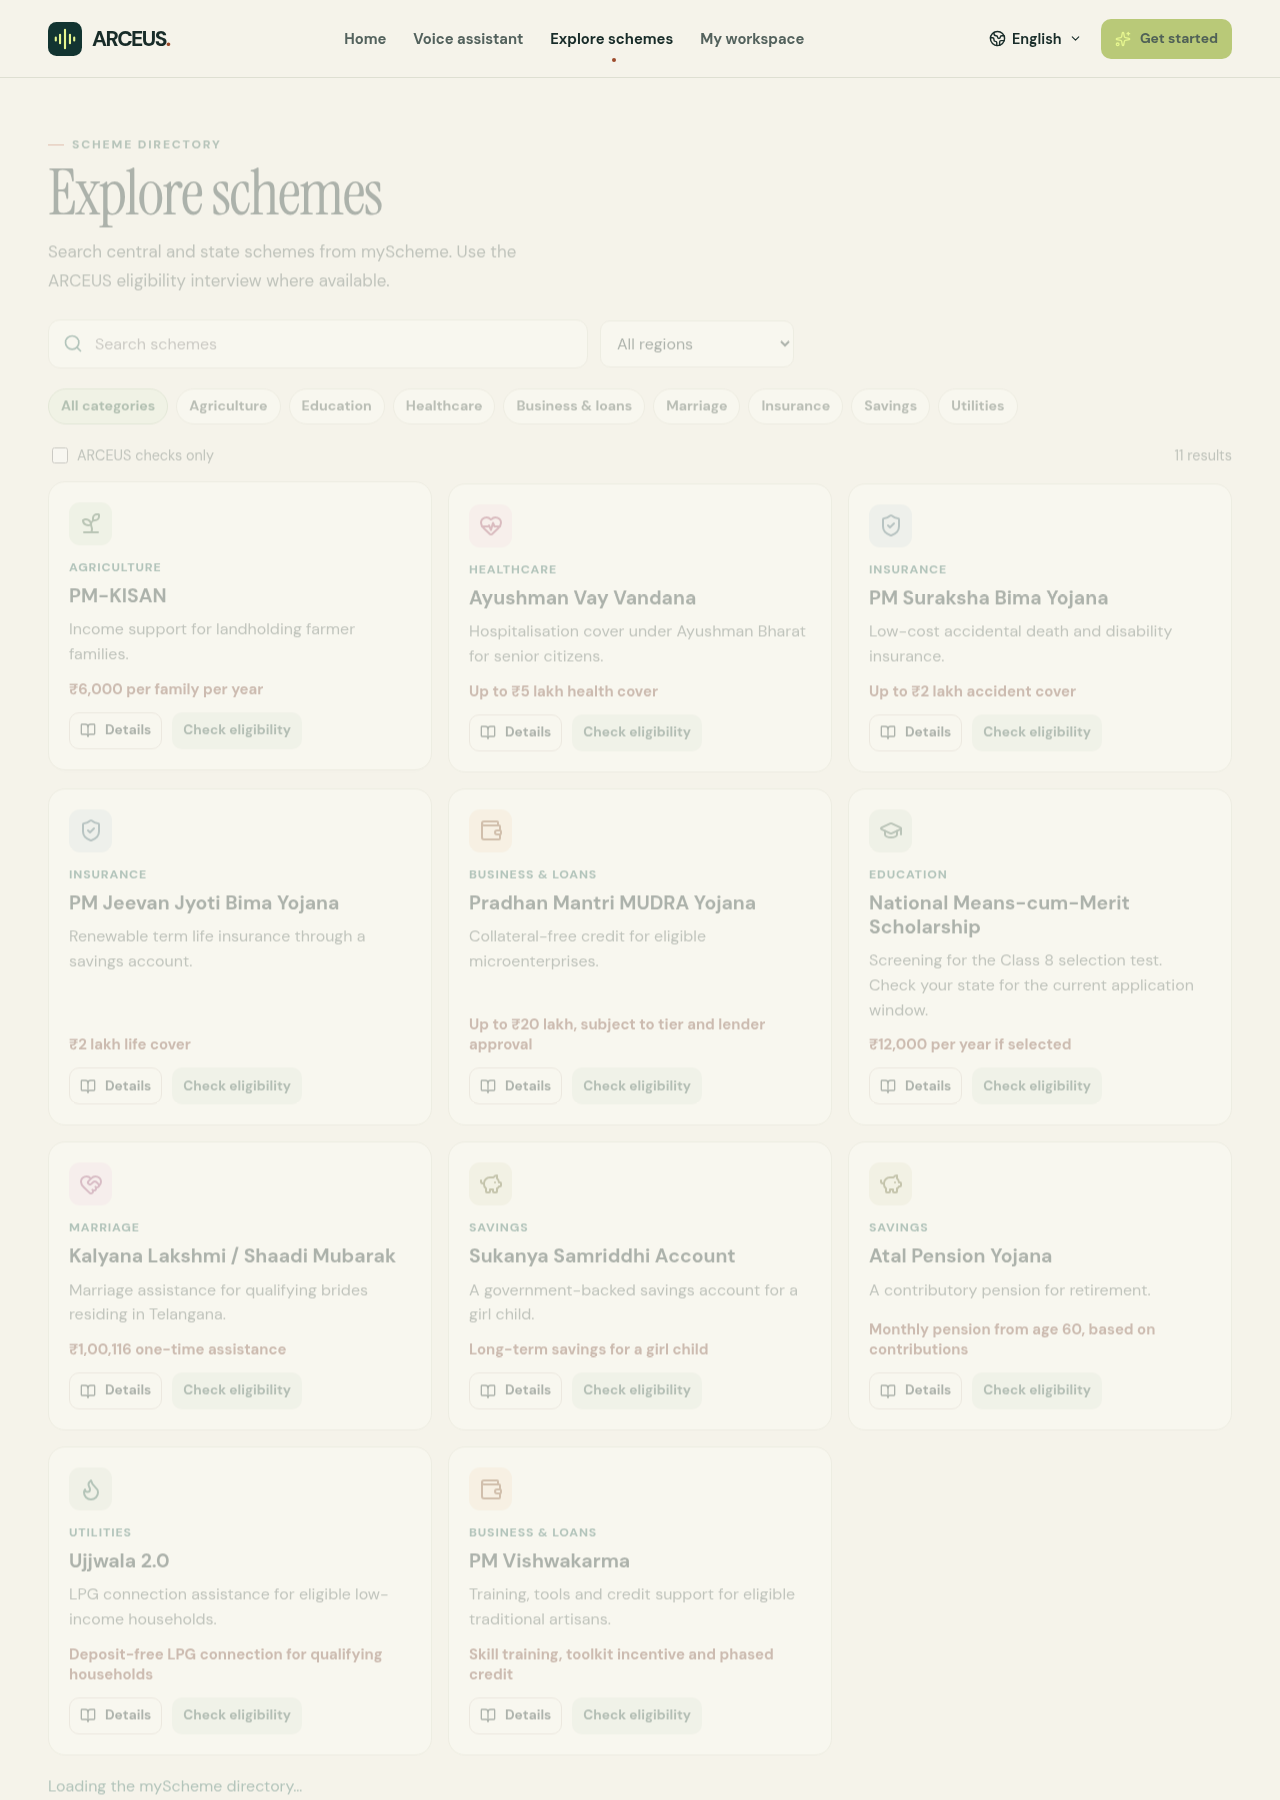 ARCEUS.
Home
Voice assistant
Explore schemes
My workspace
English
Get started
SCHEME DIRECTORY
Explore schemes
Search central and state schemes from myScheme. Use the
ARCEUS eligibility interview where available.
Search schemes
All regions
All categories
Agriculture
Education
Healthcare
Business & loans
Marriage
Insurance
Savings
Utilities
ARCEUS checks only
11 results
AGRICULTURE
PM-KISAN
Income support for landholding farmer
families.
₹6,000 per family per year
Details
Check eligibility
HEALTHCARE
Ayushman Vay Vandana
Hospitalisation cover under Ayushman Bharat
for senior citizens.
Up to ₹5 lakh health cover
Details
Check eligibility
INSURANCE
PM Suraksha Bima Yojana
Low-cost accidental death and disability
insurance.
Up to ₹2 lakh accident cover
Details
Check eligibility
INSURANCE
PM Jeevan Jyoti Bima Yojana
Renewable term life insurance through a
savings account.
₹2 lakh life cover
Details
Check eligibility
BUSINESS & LOANS
Pradhan Mantri MUDRA Yojana
Collateral-free credit for eligible
microenterprises.
Up to ₹20 lakh, subject to tier and lender
approval
Details
Check eligibility
EDUCATION
National Means-cum-Merit
Scholarship
Screening for the Class 8 selection test.
Check your state for the current application
window.
₹12,000 per year if selected
Details
Check eligibility
MARRIAGE
Kalyana Lakshmi / Shaadi Mubarak
Marriage assistance for qualifying brides
residing in Telangana.
₹1,00,116 one-time assistance
Details
Check eligibility
SAVINGS
Sukanya Samriddhi Account
A government-backed savings account for a
girl child.
Long-term savings for a girl child
Details
Check eligibility
SAVINGS
Atal Pension Yojana
A contributory pension for retirement.
Monthly pension from age 60, based on
contributions
Details
Check eligibility
UTILITIES
Ujjwala 2.0
LPG connection assistance for eligible low-
income households.
Deposit-free LPG connection for qualifying
households
Details
Check eligibility
BUSINESS & LOANS
PM Vishwakarma
Training, tools and credit support for eligible
traditional artisans.
Skill training, toolkit incentive and phased
credit
Details
Check eligibility
Loading the myScheme directory...